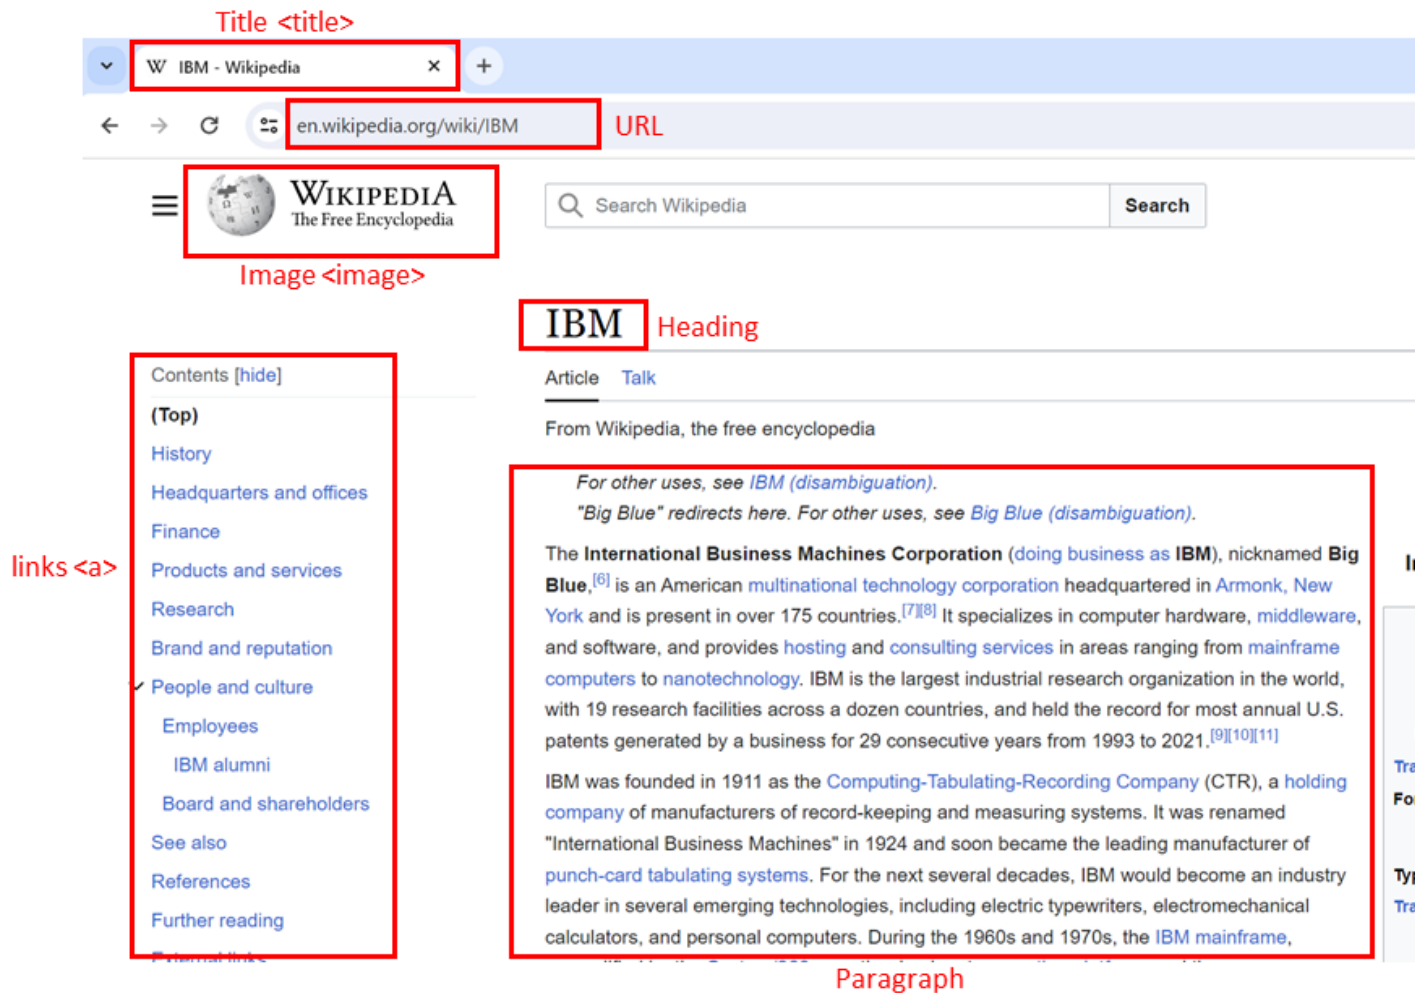 Title <title>
W IBM - Wikipedia
en.wikipedia.org/wiki/IBM
URL
WIKIPEDIA
The Free Encyclopedia
Search Wikipedia
Search
Image <image>
IBM
Heading
links <a>
Contents [hide]
(Top)
History
Headquarters and offices
Finance
Products and services
Research
Brand and reputation
People and culture
Employees
IBM alumni
Board and shareholders
See also
References
Further reading
External links
Article Talk
From Wikipedia, the free encyclopedia
For other uses, see IBM (disambiguation).
"Big Blue" redirects here. For other uses, see Big Blue (disambiguation).
The International Business Machines Corporation (doing business as IBM), nicknamed Big
Blue,[6] is an American multinational technology corporation headquartered in Armonk, New
York and is present in over 175 countries.[7][8] It specializes in computer hardware, middleware,
and software, and provides hosting and consulting services in areas ranging from mainframe
computers to nanotechnology. IBM is the largest industrial research organization in the world,
with 19 research facilities across a dozen countries, and held the record for most annual U.S.
patents generated by a business for 29 consecutive years from 1993 to 2021.[9][10][11]
IBM was founded in 1911 as the Computing-Tabulating-Recording Company (CTR), a holding
company of manufacturers of record-keeping and measuring systems. It was renamed
"International Business Machines" in 1924 and soon became the leading manufacturer of
punch-card tabulating systems. For the next several decades, IBM would become an industry
leader in several emerging technologies, including electric typewriters, electromechanical
calculators, and personal computers. During the 1960s and 1970s, the IBM mainframe,
Paragraph